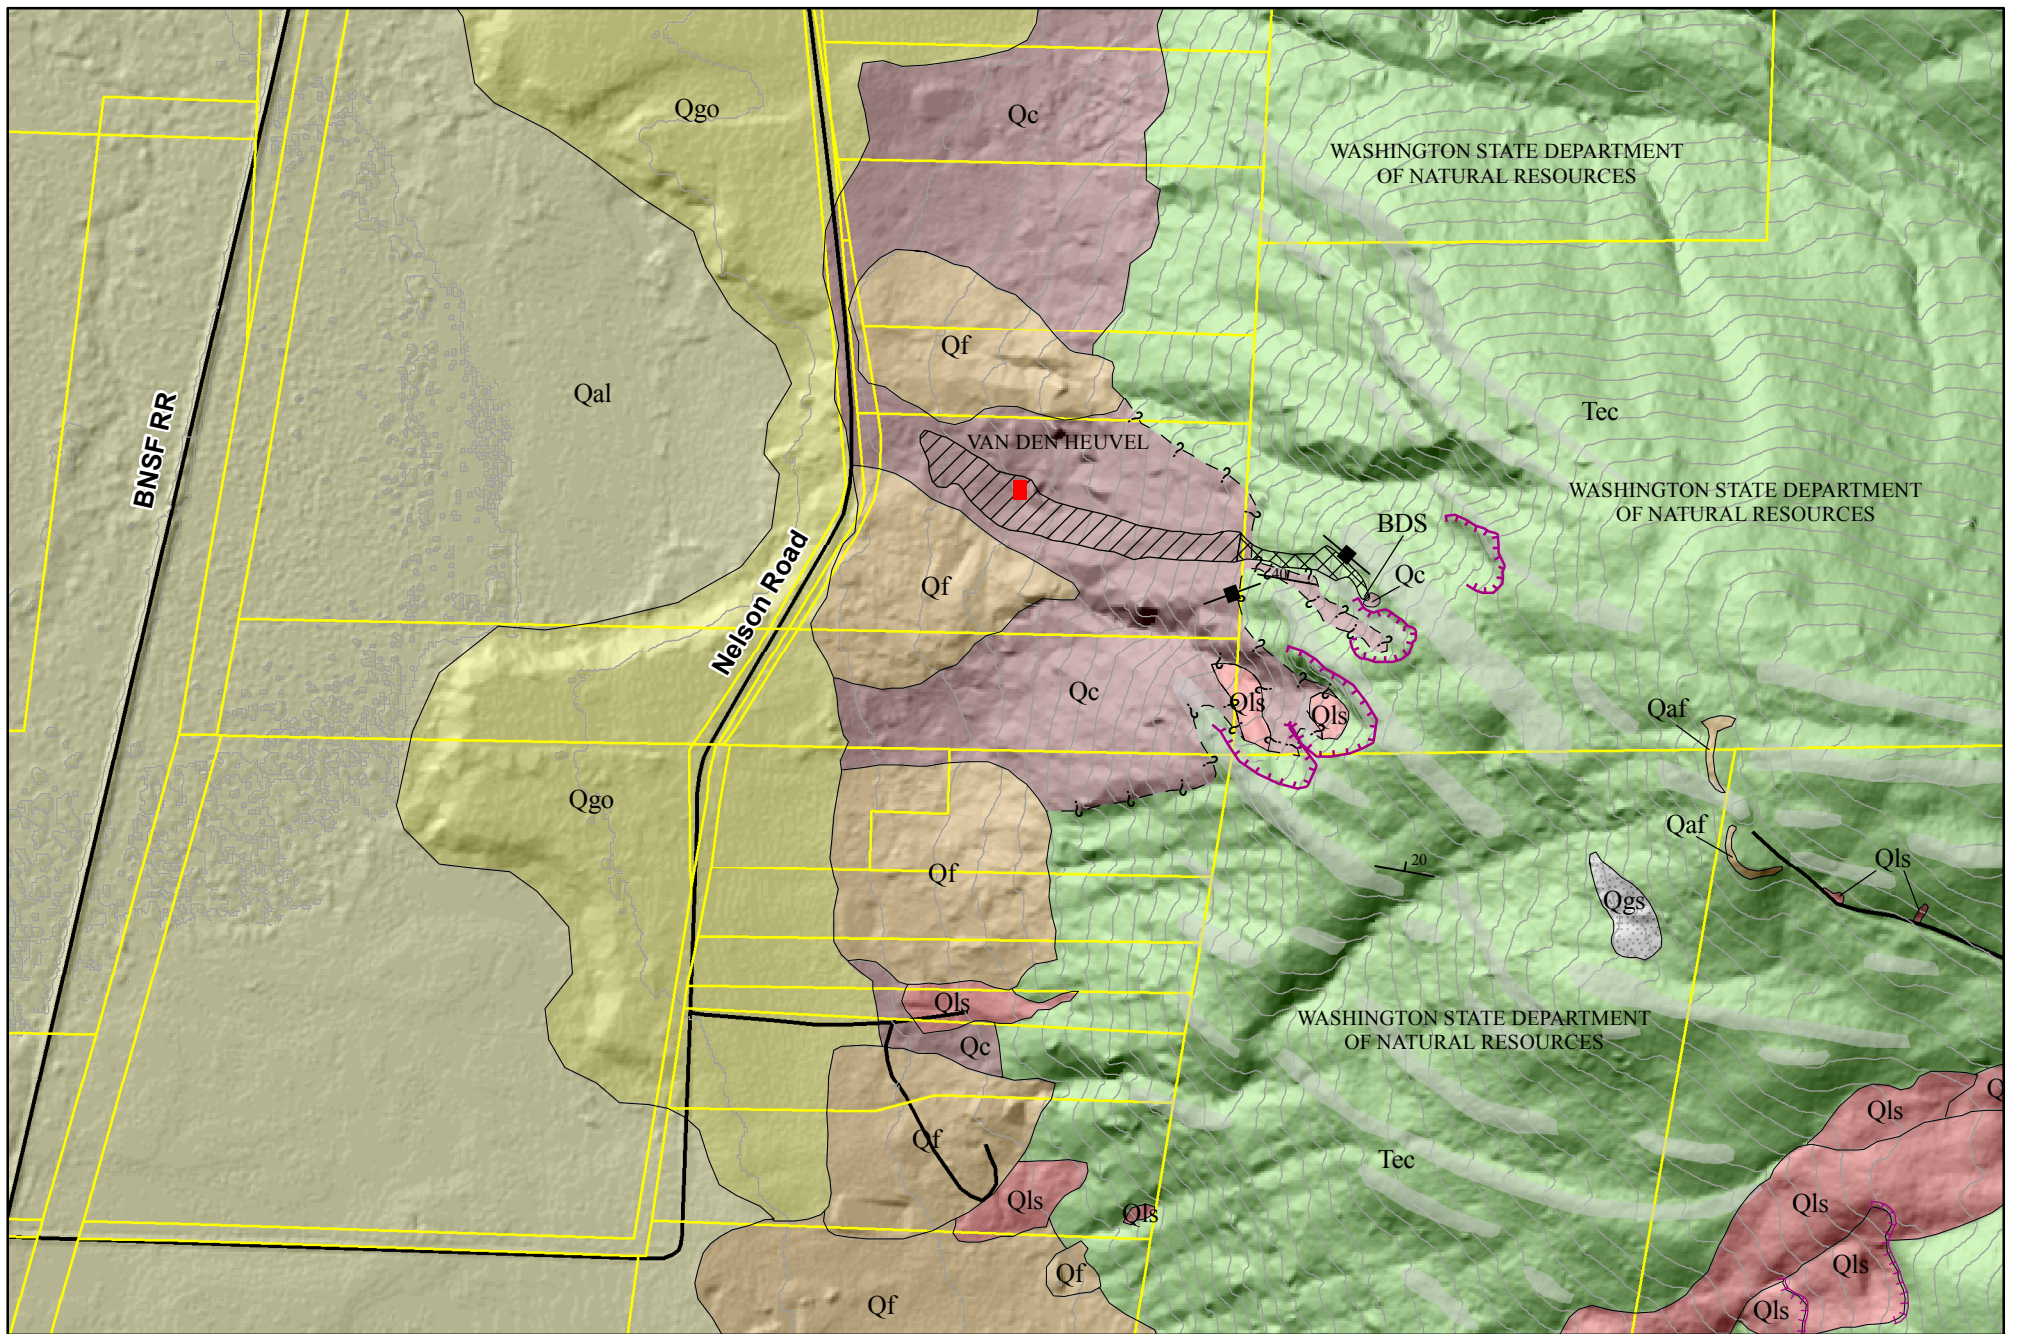 Qgo
Qc
WASHINGTON STATE DEPARTMENT
OF NATURAL RESOURCES
Qf
Qal
Tec
BNSF RR
VAN DEN HEUVEL
WASHINGTON STATE DEPARTMENT
OF NATURAL RESOURCES
BDS
Qc
40
Qf
Nelson Road
Qc
Qls
Qls
Qaf
Qgo
Qaf
20
Qls
Qf
Qgs
Qls
WASHINGTON STATE DEPARTMENT
OF NATURAL RESOURCES
Qc
Q
Qls
Qf
Tec
Qls
Qls
Qls
Qls
Qf
Qf
Qls